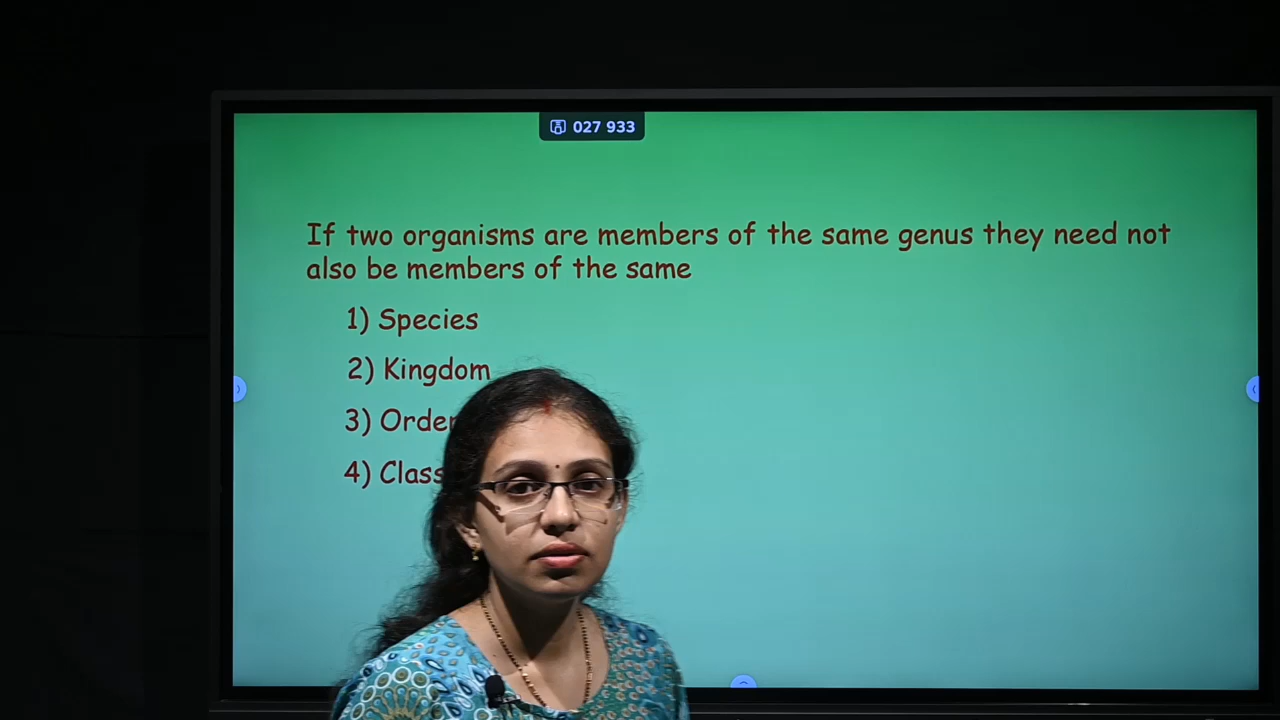 027 933
If two organisms are members of the same genus they need not
also be members of the same
1) Species
2) Kingdom
3) Order
4) Class